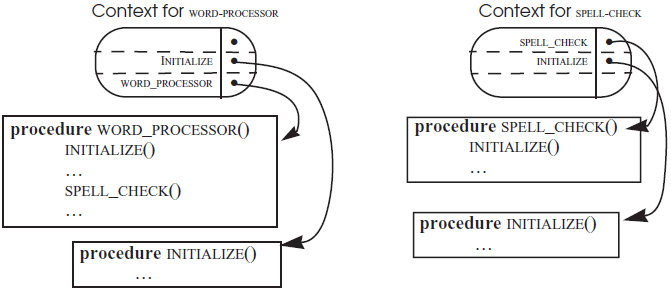 Context for WORD-PROCESSOR
INITIALIZE
WORD_PROCESSOR
procedure WORD_PROCESSOR()
INITIALIZE()
…
SPELL_CHECK()
…
procedure INITIALIZE()
…
Context for SPELL-CHECK
SPELL_CHECK
INITIALIZE
procedure SPELL_CHECK()
INITIALIZE()
…
procedure INITIALIZE()
…